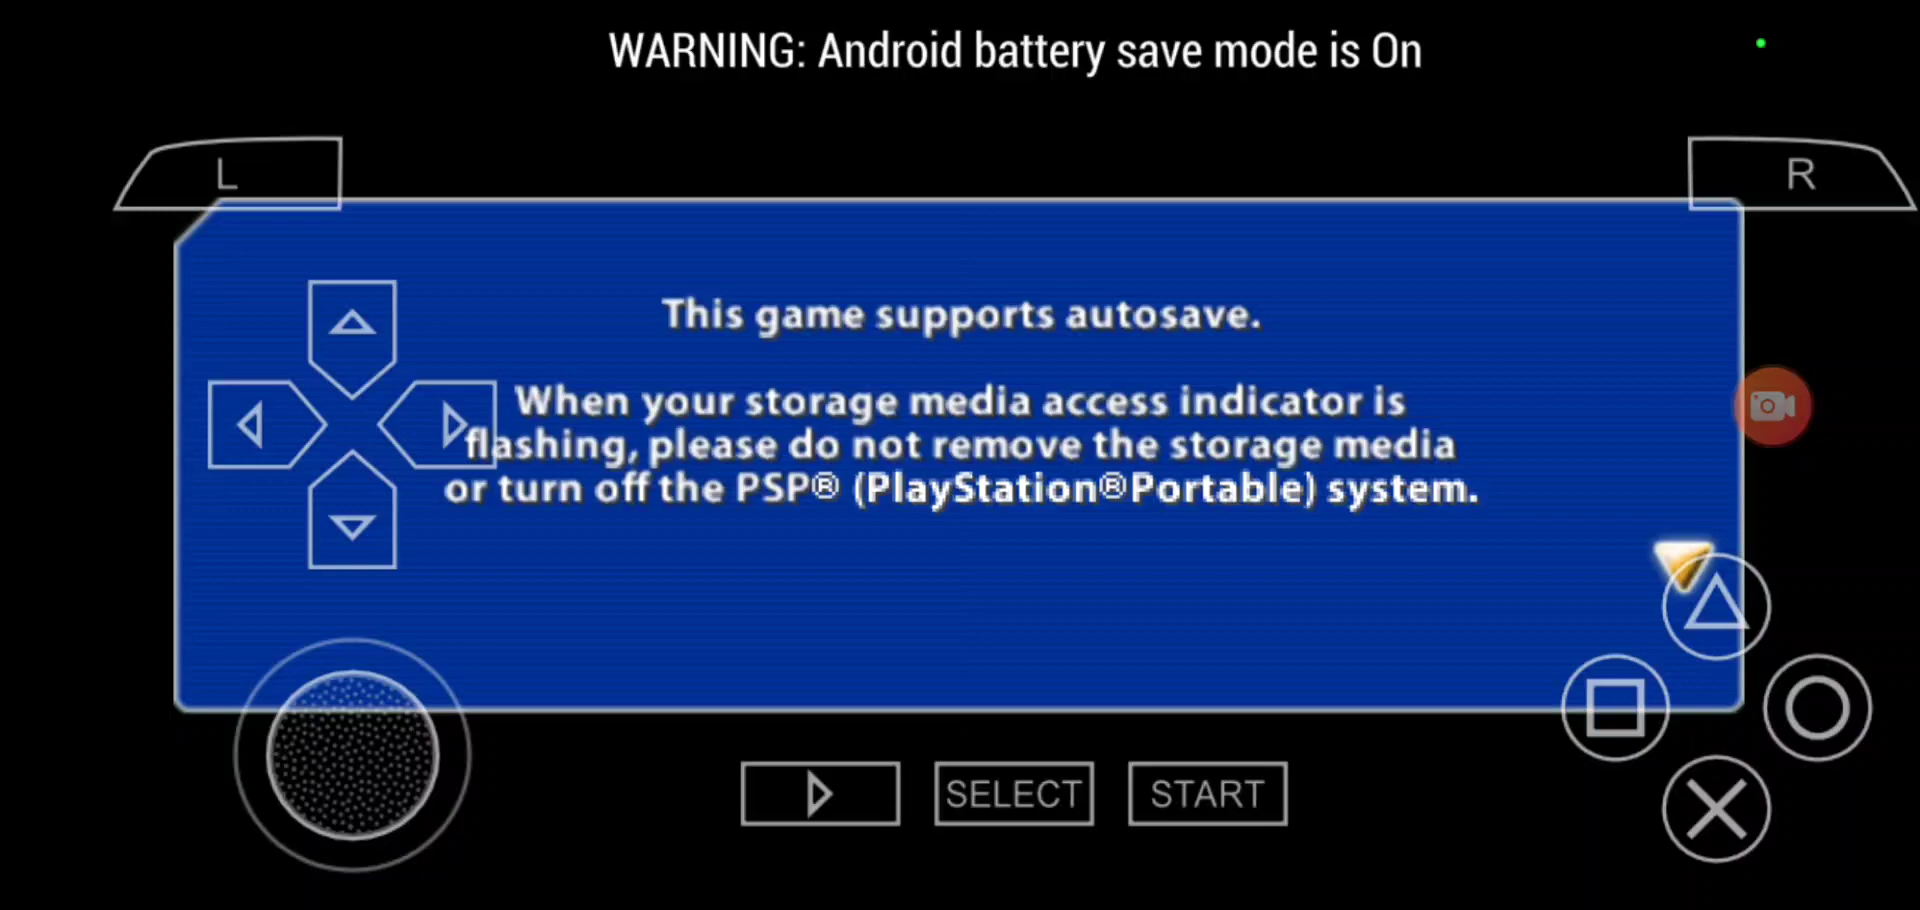 WARNING: Android battery save mode is On
L
R
This game supports autosave.
When your storage media access indicator is
flashing, please do not remove the storage media
or turn off the PSP® (PlayStation®Portable) system.
SELECT
START